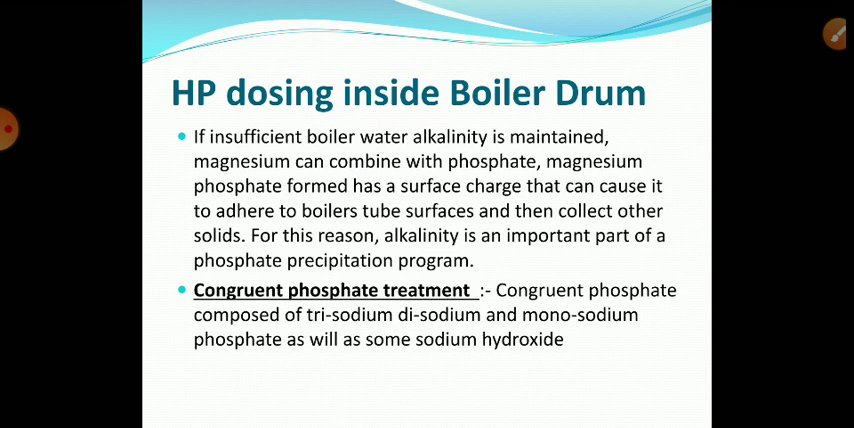 HP dosing inside Boiler Drum
• If insufficient boiler water alkalinity is maintained,
magnesium can combine with phosphate, magnesium
phosphate formed has a surface charge that can cause it
to adhere to boilers tube surfaces and then collect other
solids. For this reason, alkalinity is an important part of a
phosphate precipitation program.
• Congruent phosphate treatment :- Congruent phosphate
composed of tri-sodium di-sodium and mono-sodium
phosphate as will as some sodium hydroxide